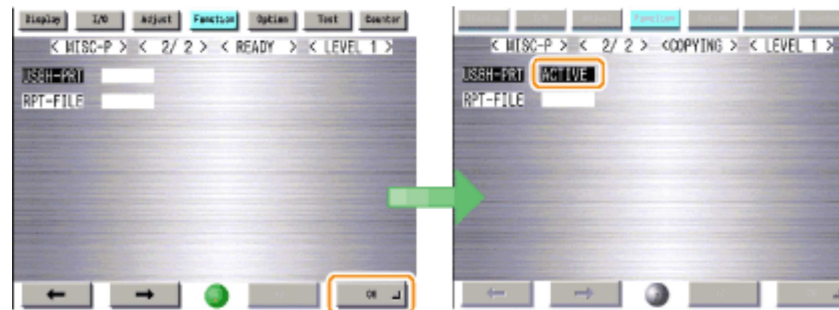 Display I/O Adjust Function Option Test Counter
< MISC-P > < 2/ 2 > < READY > < LEVEL 1 >
USBH-PRT
RPT-FILE
OK
Function
< MISC-P > < 2/ 2 > <COPYING > < LEVEL 1 >
USBH-PRT ACTIVE
RPT-FILE